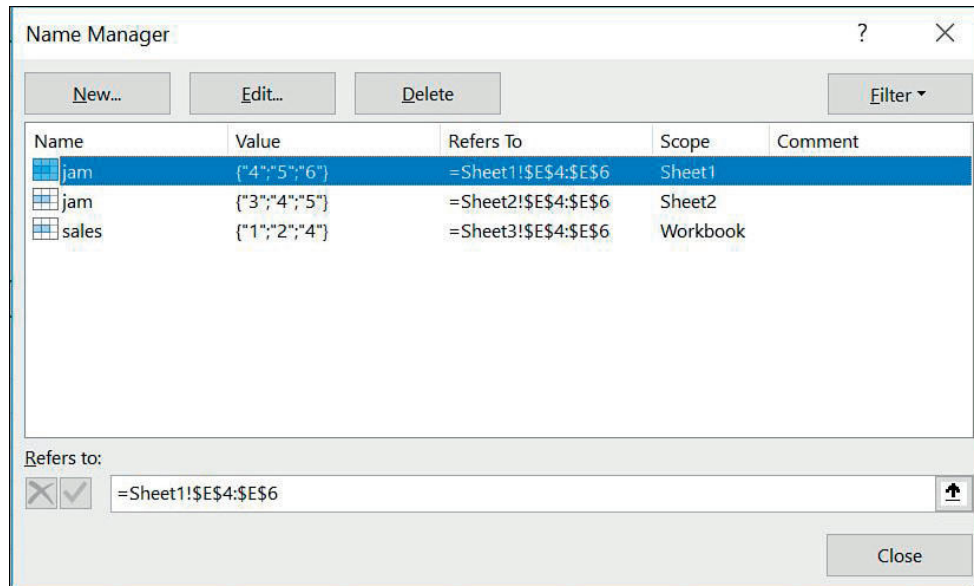 Name Manager ? ×
New... Edit... Delete Filter
Name Value Refers To Scope Comment
jam {"4";"5";"6"} =Sheet1!$E$4:$E$6 Sheet1
jam {"3";"4";"5"} =Sheet2!$E$4:$E$6 Sheet2
sales {"1";"2";"4"} =Sheet3!$E$4:$E$6 Workbook
Refers to:
=Sheet1!$E$4:$E$6
Close